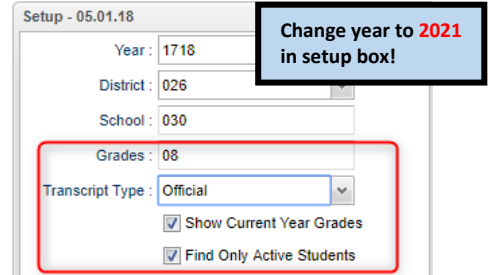 Setup - 05.01.18
Change year to 2021
in setup box!
Year : 1718
District : 026
School : 030
Grades : 08
Transcript Type : Official
Show Current Year Grades
Find Only Active Students